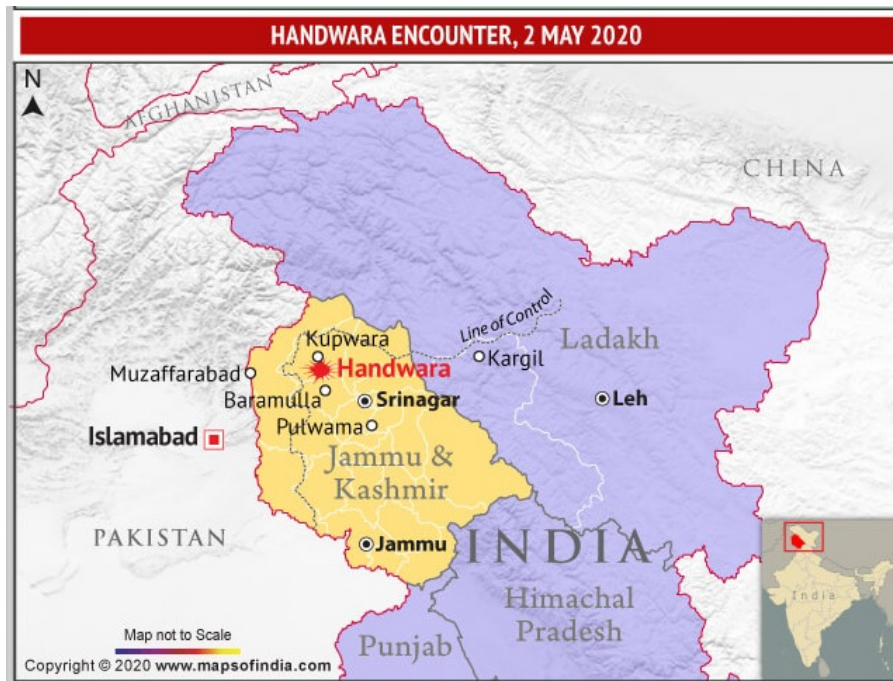 HANDWARA ENCOUNTER, 2 MAY 2020
N
AFGHANISTAN
CHINA
Line of Control
Ladakh
Kupwara
Kargil
Muzaffarabad
Handwara
Baramulla
Srinagar
Leh
Pulwama
Islamabad
Jammu &
Kashmir
PAKISTAN
Jammu
INDIA
India
Himachal
Pradesh
Punjab
Map not to Scale
Copyright © 2020 www.mapsofindia.com